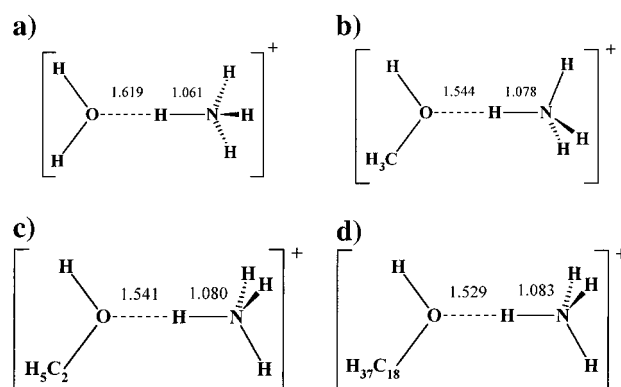 a)
+
H
1.619 1.061
H
O H N H
H
H
b)
+
H
H
1.544 1.078
O H N
H
H
H₃C
c)
+
H
H
H
1.541 1.080
O H N
H₅C₂
H
d)
+
H
H
H
1.529 1.083
O H N
H₃₇C₁₈
H